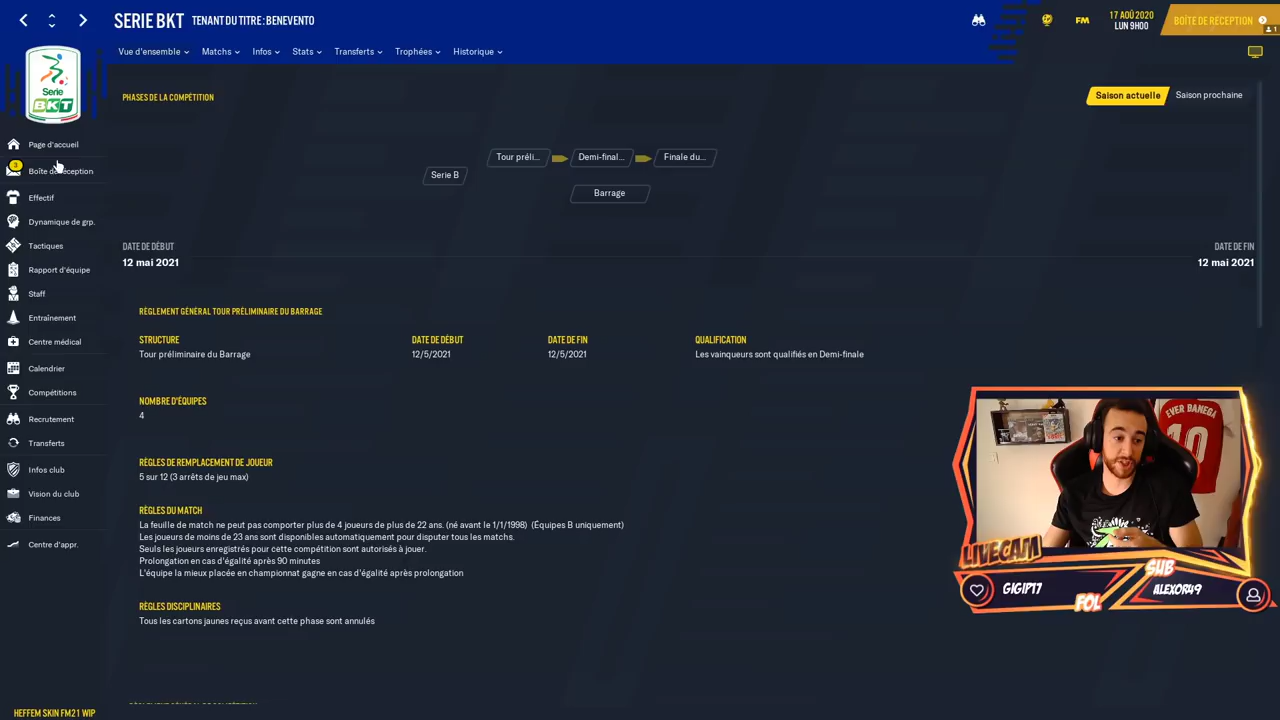 SERIE BKT TENANT DU TITRE : BENEVENTO
17 AOÛ 2020
LUN 9H00
BOÎTE DE RÉCEPTION
1
Vue d'ensemble Matchs Infos Stats Transferts Trophées Historique
Serie
BKT
PHASES DE LA COMPÉTITION
Saison actuelle Saison prochaine
Page d'accueil
3
Boîte de réception
Effectif
Dynamique de grp.
Tactiques
Rapport d'équipe
Staff
Entraînement
Centre médical
Calendrier
Compétitions
Recrutement
Transferts
Infos club
Vision du club
Finances
Centre d'appr.
Tour préli... Demi-final... Finale du...
Serie B
Barrage
DATE DE DÉBUT DATE DE FIN
12 mai 2021 12 mai 2021
RÈGLEMENT GÉNÉRAL TOUR PRÉLIMINAIRE DU BARRAGE
STRUCTURE DATE DE DÉBUT DATE DE FIN QUALIFICATION
Tour préliminaire du Barrage 12/5/2021 12/5/2021 Les vainqueurs sont qualifiés en Demi-finale
NOMBRE D'ÉQUIPES
4
RÈGLES DE REMPLACEMENT DE JOUEUR
5 sur 12 (3 arrêts de jeu max)
RÈGLES DU MATCH
La feuille de match ne peut pas comporter plus de 4 joueurs de plus de 22 ans. (né avant le 1/1/1998) (Équipes B uniquement)
Les joueurs de moins de 23 ans sont disponibles automatiquement pour disputer tous les matchs.
Seuls les joueurs enregistrés pour cette compétition sont autorisés à jouer.
Prolongation en cas d'égalité après 90 minutes
L'équipe la mieux placée en championnat gagne en cas d'égalité après prolongation
RÈGLES DISCIPLINAIRES
Tous les cartons jaunes reçus avant cette phase sont annulés
FM
EVER BANEGA
10
LIVECAM
GIGIP17
FOL
SUB
ALEXOR49
HEFFEM SKIN FM21 WIP